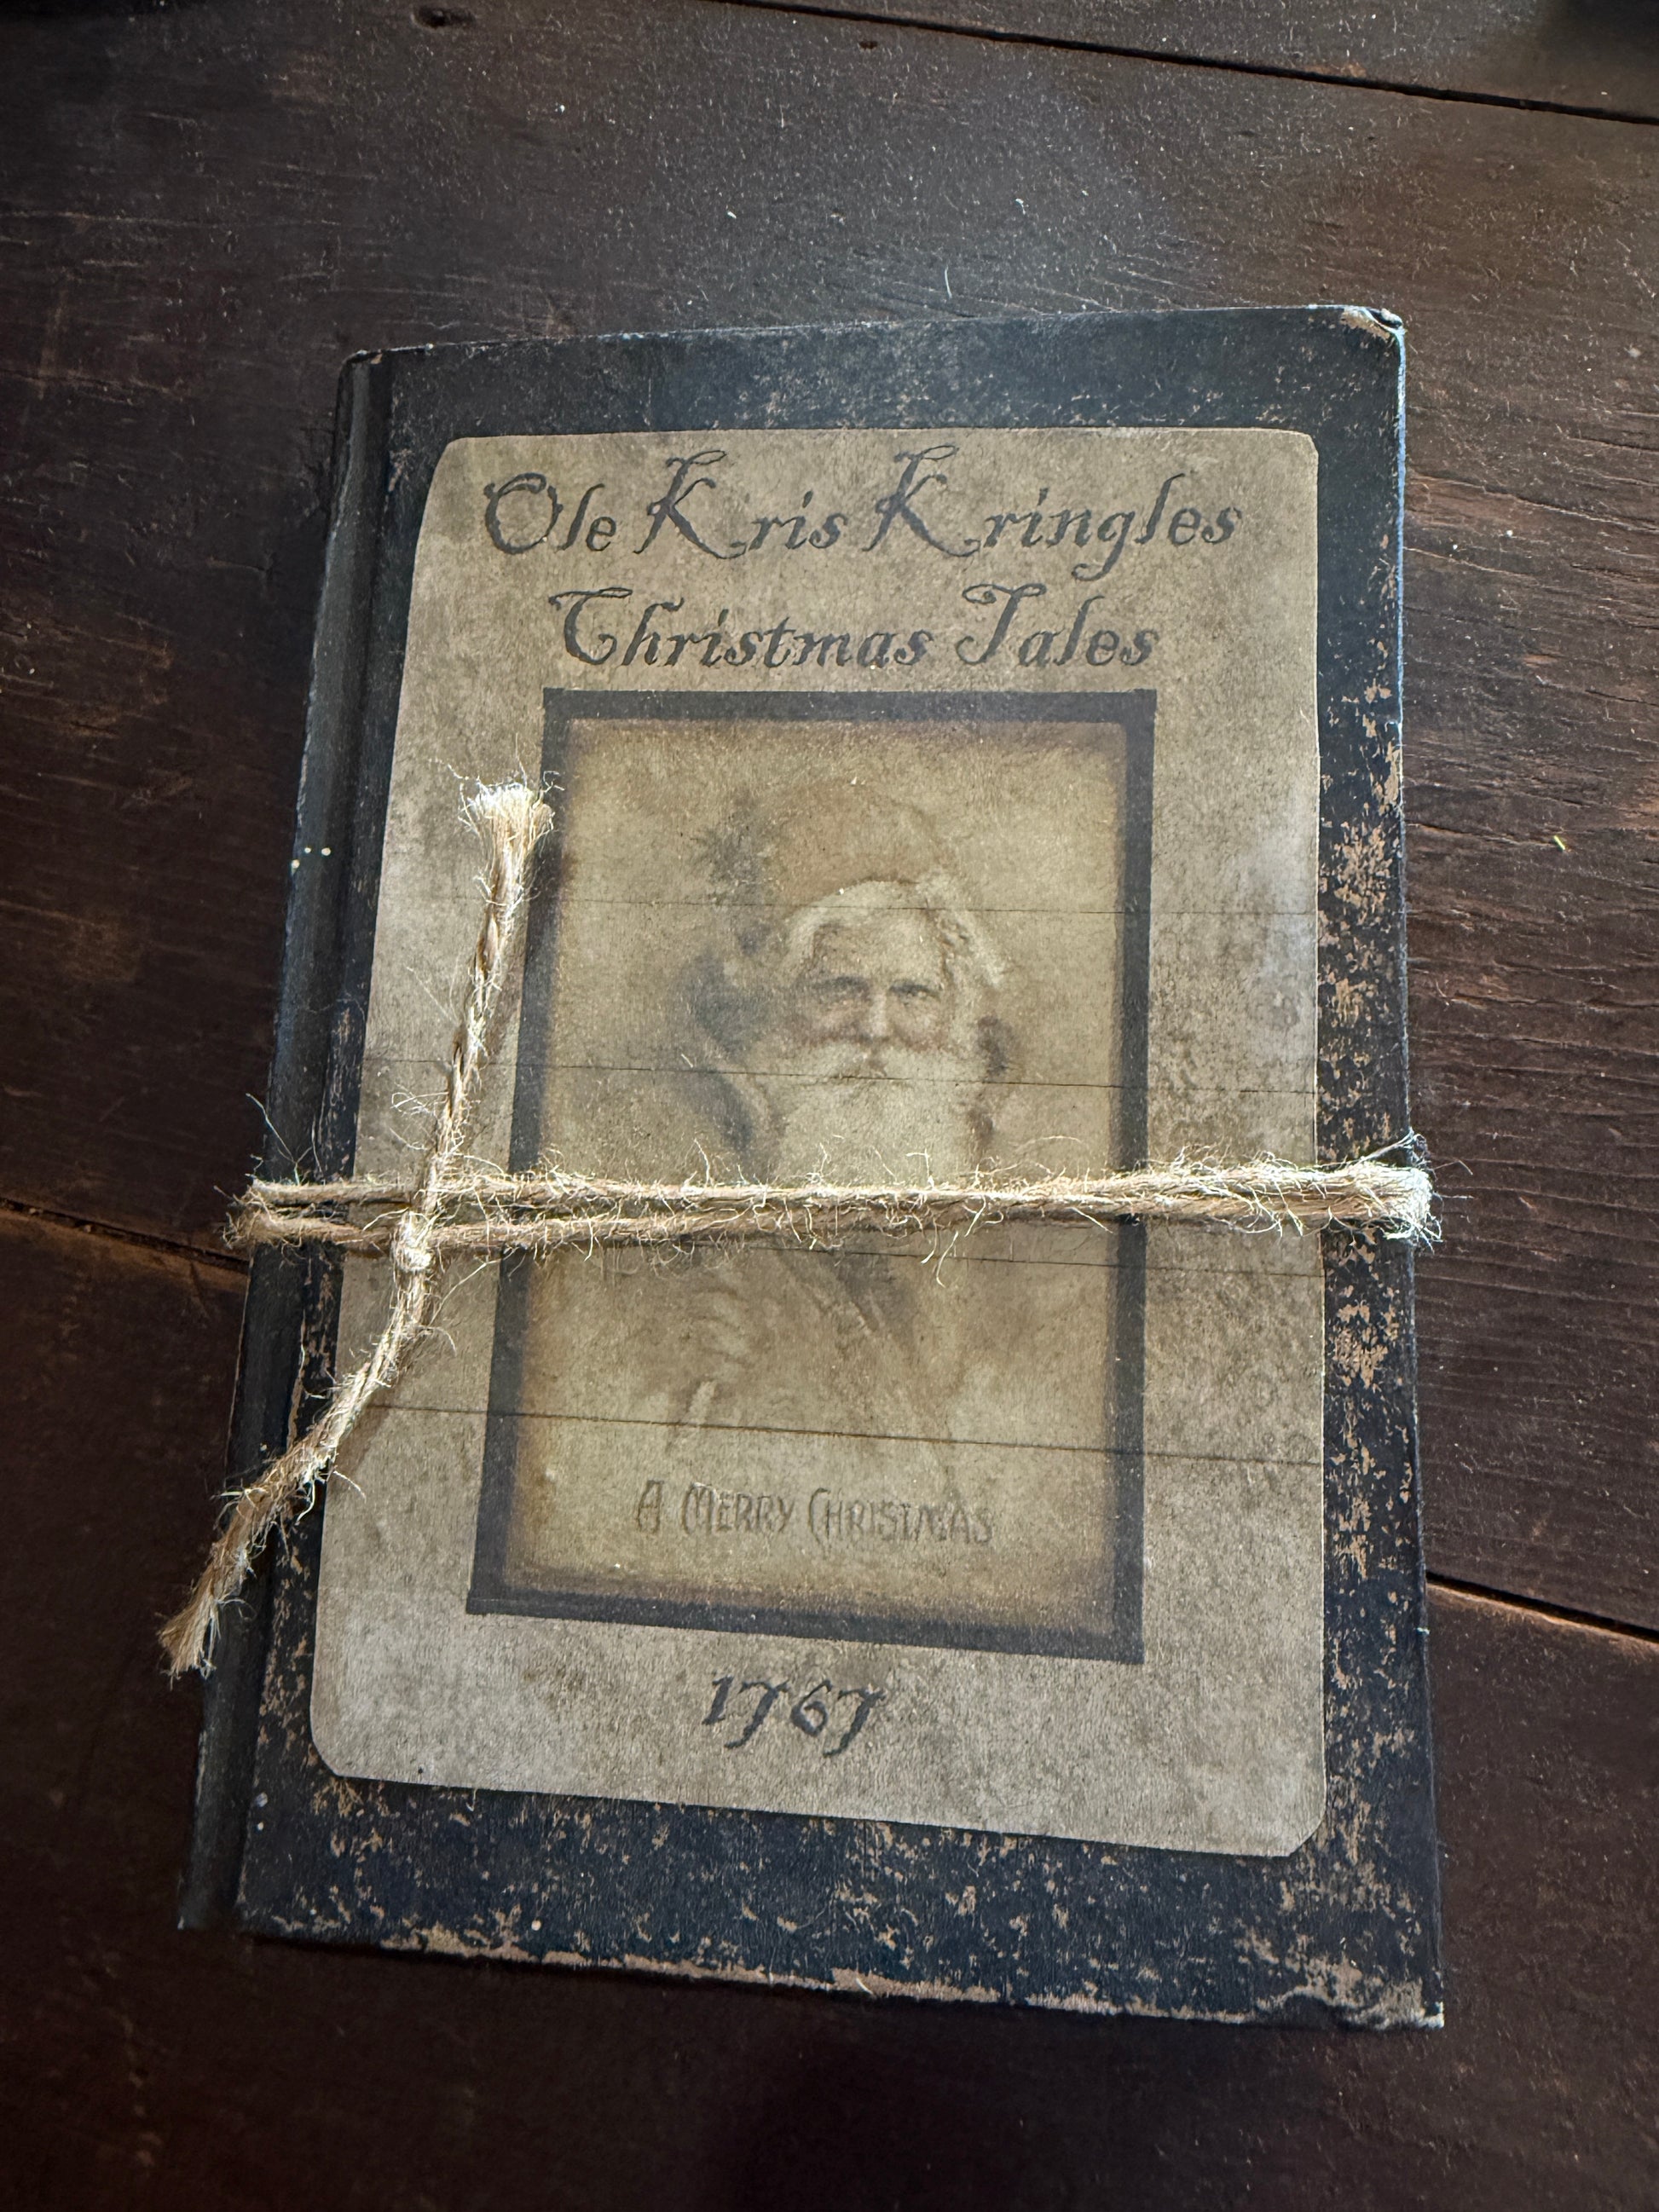 Ole Kris Kringles
Christmas Tales
A MERRY CHRISTMAS
1767